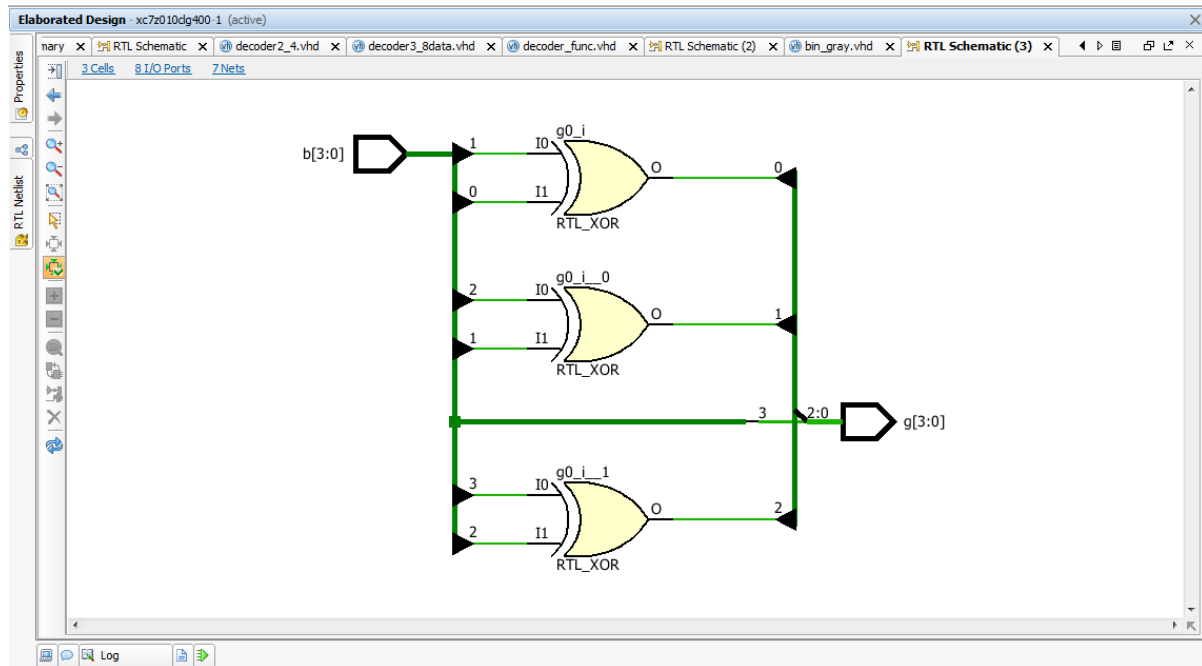 Elaborated Design - xc7z010clg400-1 (active)
mary RTL Schematic decoder2_4.vhd decoder3_8data.vhd decoder_func.vhd RTL Schematic (2) bin_gray.vhd RTL Schematic (3)
Properties
RTL Netlist
3 Cells 8 I/O Ports 7 Nets
g0_i
b[3:0] 1 I0 O 0
0 I1
RTL_XOR
g0_i__0
2 I0 O 1
1 I1
RTL_XOR
3 2:0 g[3:0]
g0_i__1
3 I0 O 2
2 I1
RTL_XOR
Log